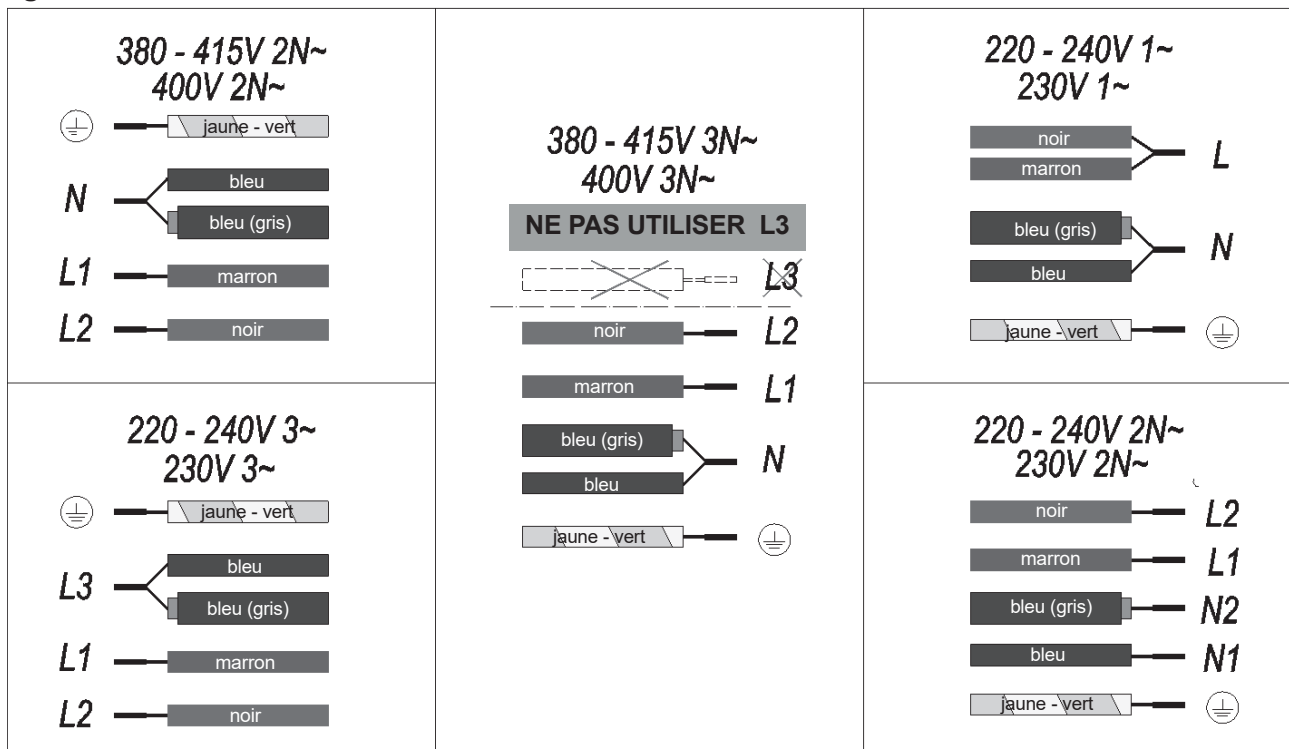 380 - 415V 2N~
400V 2N~
jaune - vert
N
bleu
bleu (gris)
L1
marron
L2
noir
220 - 240V 3~
230V 3~
jaune - vert
L3
bleu
bleu (gris)
L1
marron
L2
noir
380 - 415V 3N~
400V 3N~
NE PAS UTILISER L3
L3
noir
L2
marron
L1
bleu (gris)
N
bleu
jaune - vert
220 - 240V 1~
230V 1~
noir
L
marron
bleu (gris)
N
bleu
jaune - vert
220 - 240V 2N~
230V 2N~
noir
L2
marron
L1
bleu (gris)
N2
bleu
N1
jaune - vert